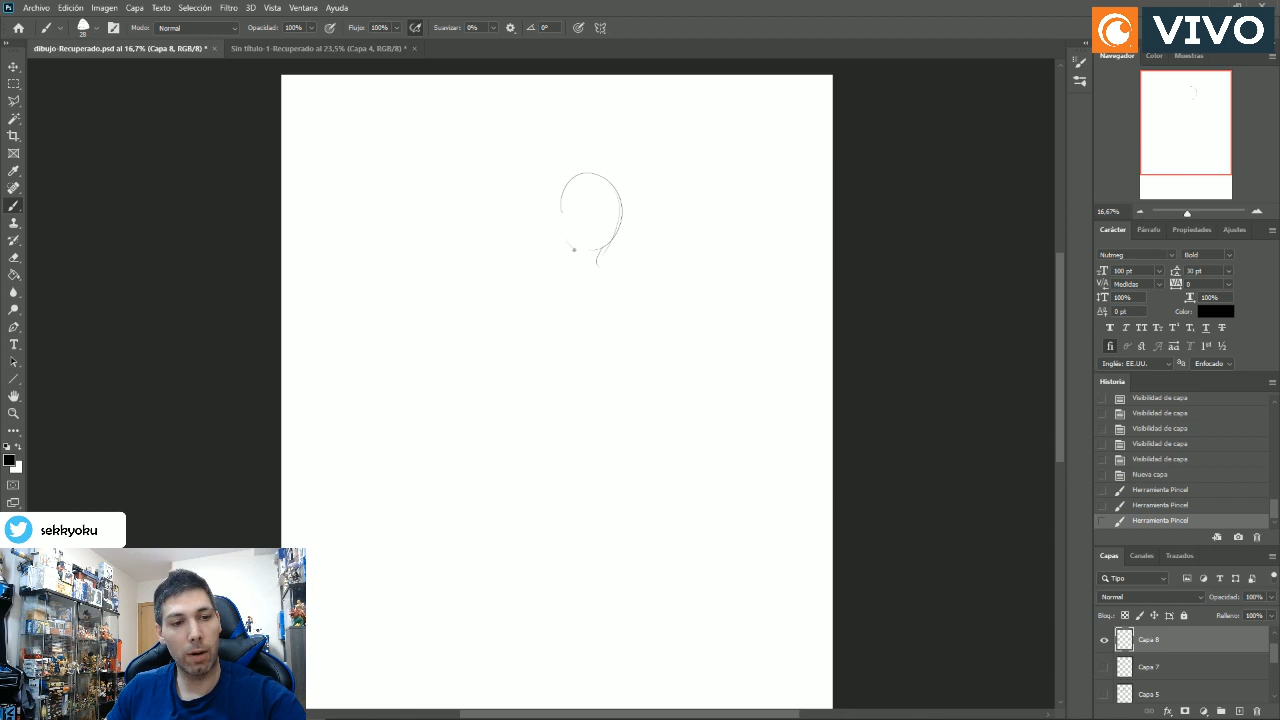 Archivo Edición Imagen Capa Texto Selección Filtro 3D Vista Ventana Ayuda
28 Modo: Normal Opacidad: 100% Flujo: 100% Suavizar: 0% 0°
dibujo-Recuperado.psd al 16,7% (Capa 8, RGB/8) * × Sin título-1-Recuperado al 23,5% (Capa 4, RGB/8) * ×
VIVO
Navegador Color Muestras
16,67%
Carácter Párrafo Propiedades Ajustes
Nutmeg Bold
100 pt 30 pt
Medidas 0
100% 100%
0 pt Color:
Inglés: EE.UU. aa Enfocado
Historia
Visibilidad de capa
Visibilidad de capa
Visibilidad de capa
Visibilidad de capa
Visibilidad de capa
Nueva capa
Herramienta Pincel
Herramienta Pincel
Herramienta Pincel
Capas Canales Trazados
Tipo
Normal Opacidad: 100%
Bloq.: Relleno: 100%
Capa 8
Capa 7
Capa 5
sekkyoku